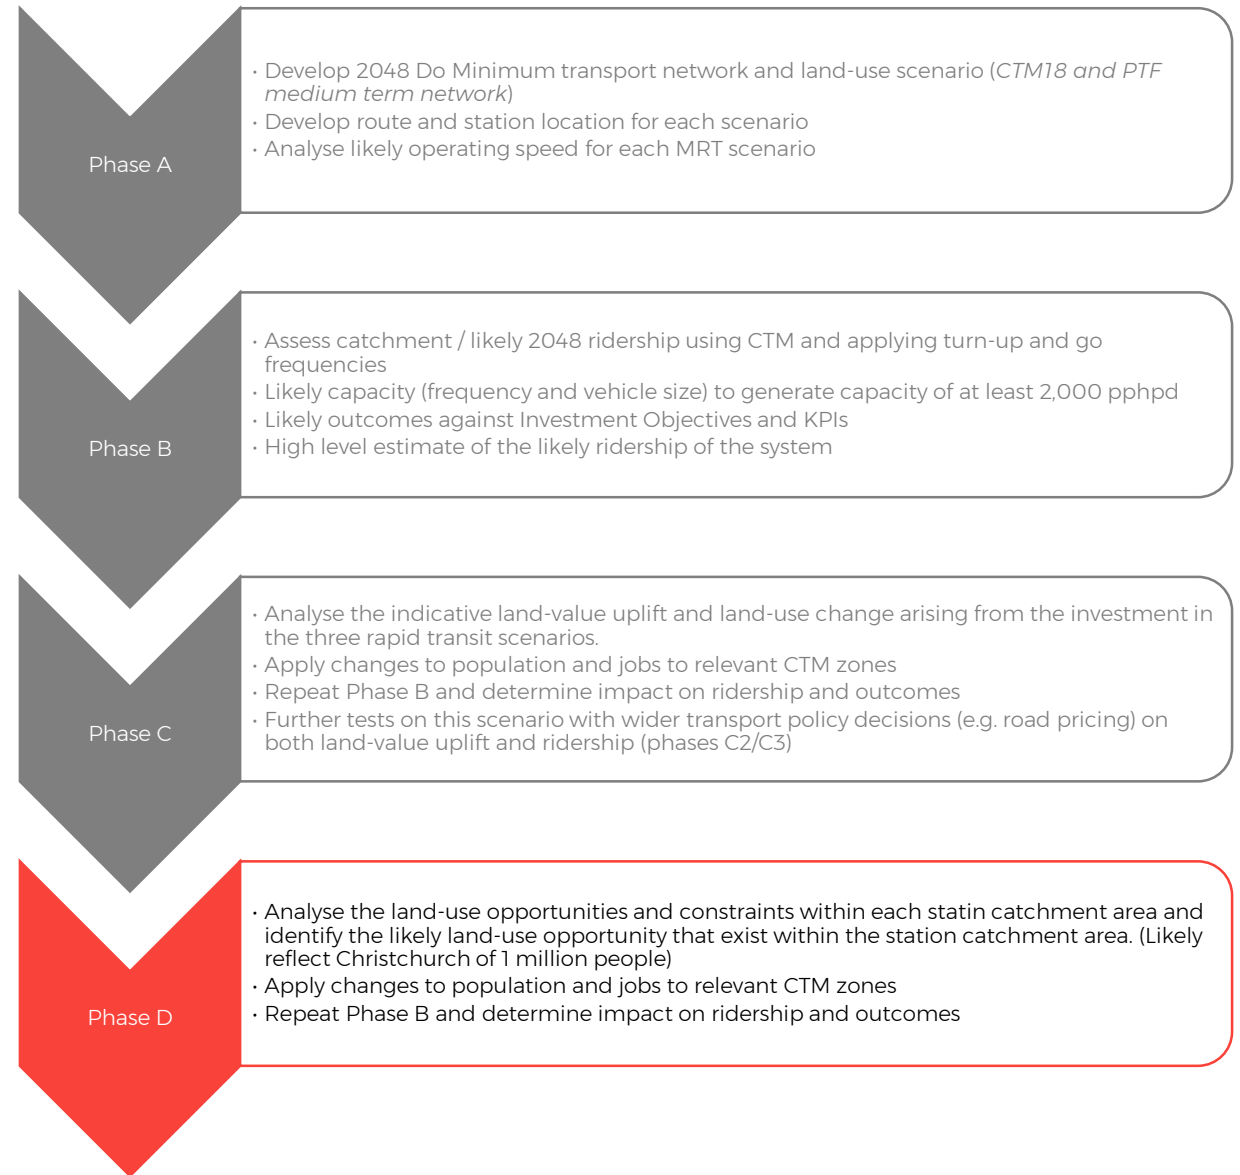 Phase A
• Develop 2048 Do Minimum transport network and land-use scenario (CTM18 and PTF
medium term network)
• Develop route and station location for each scenario
• Analyse likely operating speed for each MRT scenario
Phase B
• Assess catchment / likely 2048 ridership using CTM and applying turn-up and go
frequencies
• Likely capacity (frequency and vehicle size) to generate capacity of at least 2,000 pphpd
• Likely outcomes against Investment Objectives and KPIs
• High level estimate of the likely ridership of the system
Phase C
• Analyse the indicative land-value uplift and land-use change arising from the investment in
the three rapid transit scenarios.
• Apply changes to population and jobs to relevant CTM zones
• Repeat Phase B and determine impact on ridership and outcomes
• Further tests on this scenario with wider transport policy decisions (e.g. road pricing) on
both land-value uplift and ridership (phases C2/C3)
Phase D
• Analyse the land-use opportunities and constraints within each statin catchment area and
identify the likely land-use opportunity that exist within the station catchment area. (Likely
reflect Christchurch of 1 million people)
• Apply changes to population and jobs to relevant CTM zones
• Repeat Phase B and determine impact on ridership and outcomes